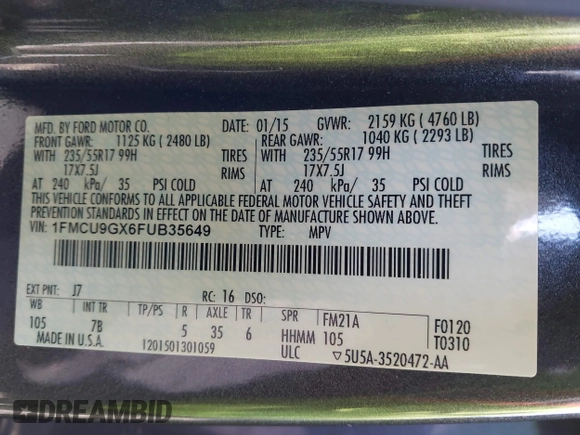 MFD. BY FORD MOTOR CO. DATE: 01/15 GVWR: 2159 KG ( 4760 LB)
FRONT GAWR: 1125 KG ( 2480 LB) REAR GAWR: 1040 KG ( 2293 LB)
WITH 235/55R17 99H TIRES WITH 235/55R17 99H TIRES
17X7.5J RIMS 17X7.5J RIMS
AT 240 kPa/ 35 PSI COLD AT 240 kPa/ 35 PSI COLD
THIS VEHICLE CONFORMS TO ALL APPLICABLE FEDERAL MOTOR VEHICLE SAFETY AND THEFT
PREVENTION STANDARDS IN EFFECT ON THE DATE OF MANUFACTURE SHOWN ABOVE.
VIN: 1FMCU9GX6FUB35649 TYPE: MPV
EXT PNT: J7 RC: 16 DSO:
WB INT TR TP/PS R AXLE TR SPR FM21A F0120
105 7B 5 35 6 HHMM 105 T0310
MADE IN U.S.A. 1201501301059 ULC ▽5U5A-3520472-AA
DREAMBID